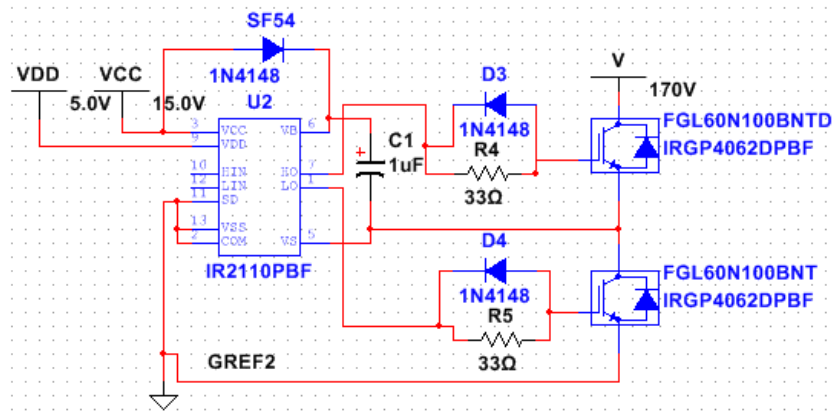 SF54
1N4148
VDD
5.0V
VCC
15.0V
U2
3 VCC
9 VDD
10 HIN
12 LIN
11 SD
13 VSS
2 COM
VB 6
HO 7
LO 1
VS 5
IR2110PBF
C1
1uF
+
D3
1N4148
R4
33Ω
V
170V
FGL60N100BNTD
IRGP4062DPBF
D4
1N4148
R5
33Ω
FGL60N100BNT
IRGP4062DPBF
GREF2